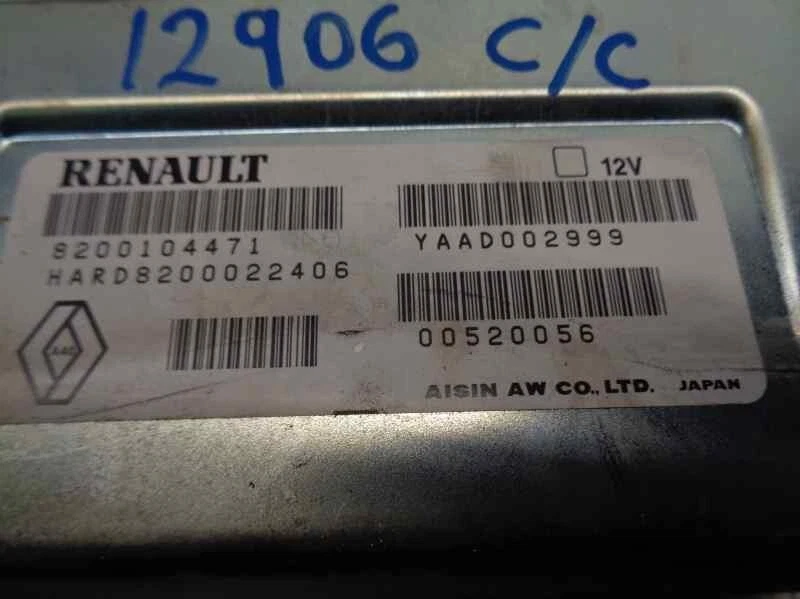 12906 C/C
RENAULT
12V
8200104471
YAAD002999
HARD8200022406
00520056
AISIN AW CO., LTD. JAPAN